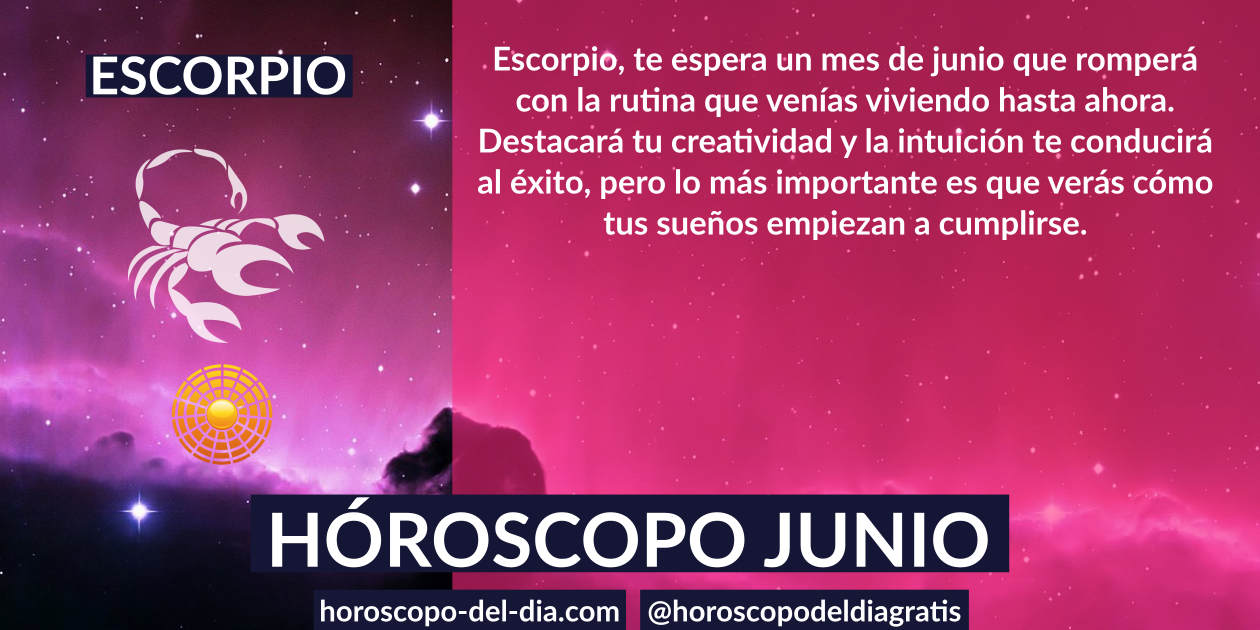 ESCORPIO
Escorpio, te espera un mes de junio que romperá
con la rutina que venías viviendo hasta ahora.
Destacará tu creatividad y la intuición te conducirá
al éxito, pero lo más importante es que verás cómo
tus sueños empiezan a cumplirse.
HÓROSCOPO JUNIO
horoscopo-del-dia.com
@horoscopodeldiagratis